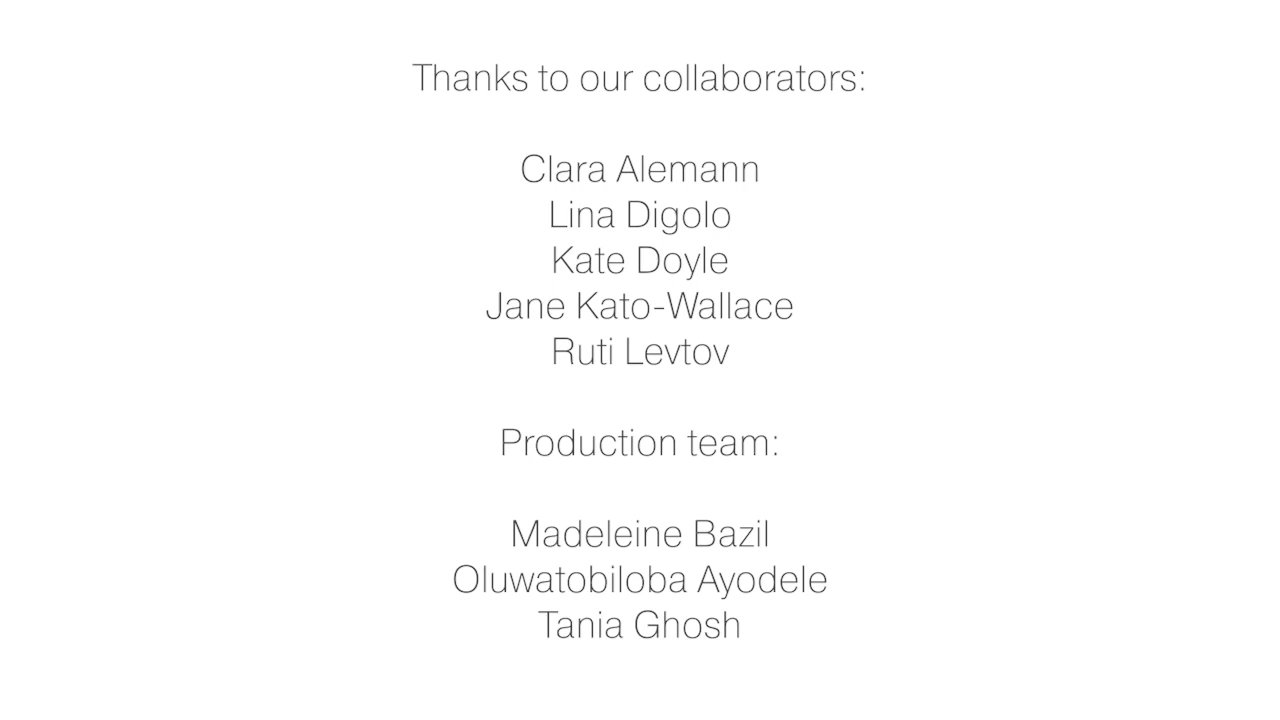 Thanks to our collaborators:
Clara Alemann
Lina Digolo
Kate Doyle
Jane Kato-Wallace
Ruti Levtov
Production team:
Madeleine Bazil
Oluwatobiloba Ayodele
Tania Ghosh